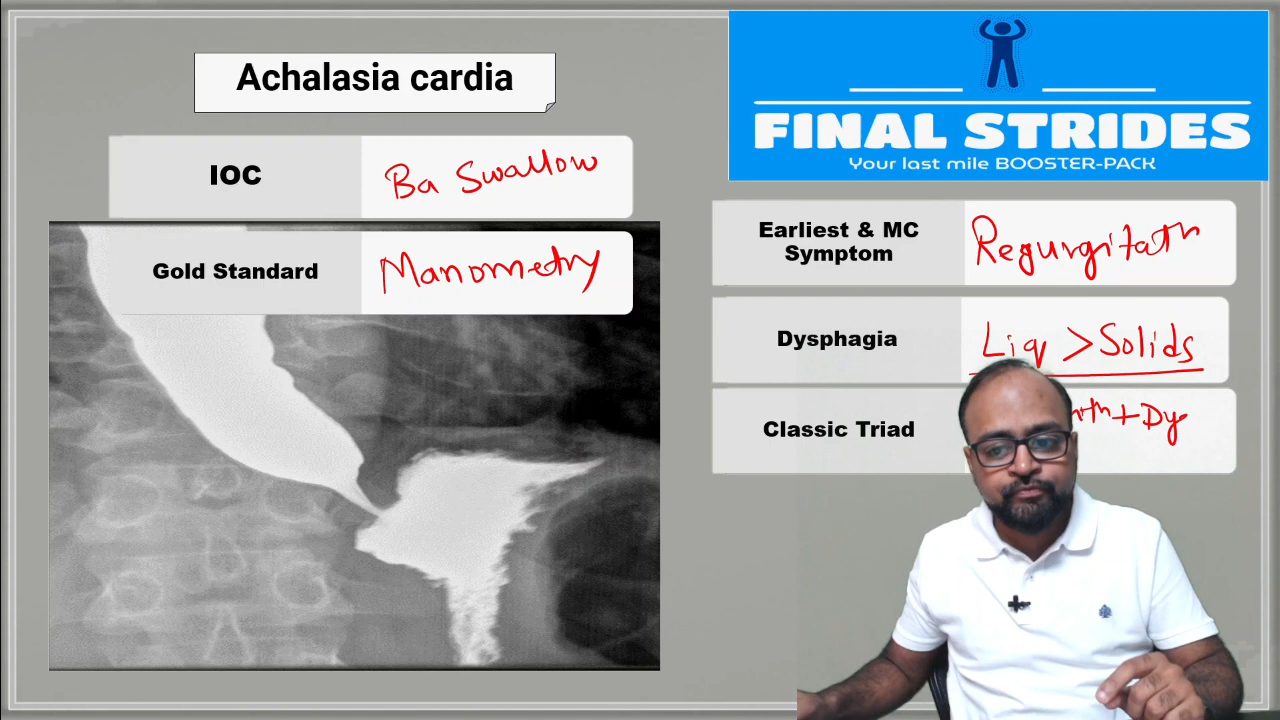 Achalasia cardia
FINAL STRIDES
Your last mile BOOSTER-PACK
IOC
Ba Swallow
Gold Standard
Manometry
Earliest & MC
Symptom
Regurgitatn
Dysphagia
Liq > Solids
Classic Triad
+ Dy